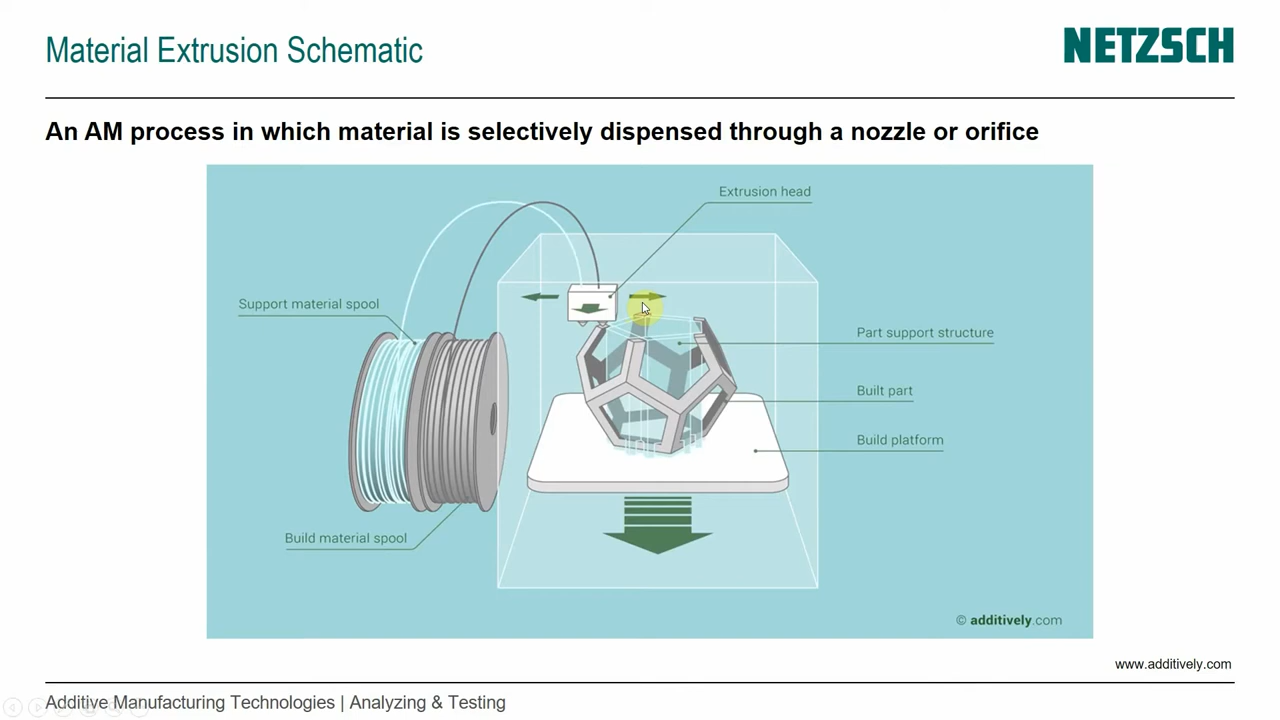 Material Extrusion Schematic
NETZSCH
An AM process in which material is selectively dispensed through a nozzle or orifice
Extrusion head
Support material spool
Part support structure
Built part
Build platform
Build material spool
© additively.com
www.additively.com
Additive Manufacturing Technologies | Analyzing & Testing